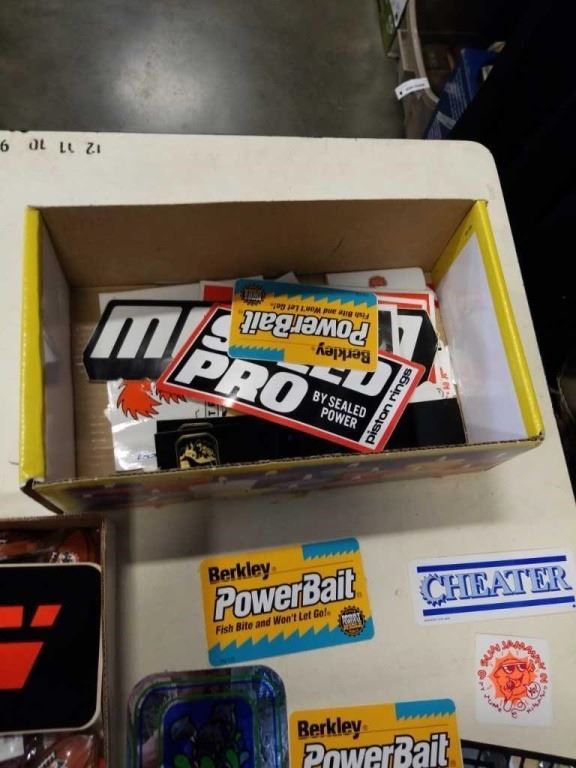 12 11 10 9
Berkley
PowerBait
Fish Bite and Won't Let Go!
PRO
BY SEALED
POWER
piston rings
Berkley
PowerBait
Fish Bite and Won't Let Go!
CHEATER
Berkley
PowerBait